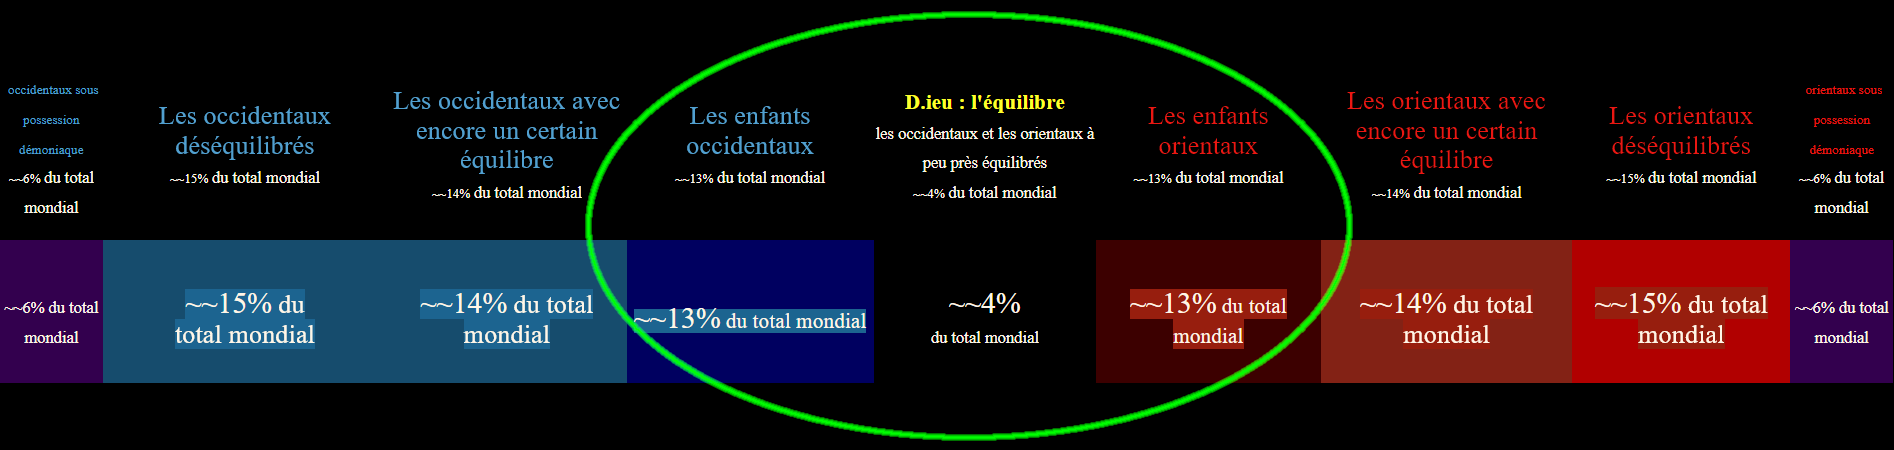 occidentaux sous
possession
démoniaque
~~6% du total
mondial
Les occidentaux
déséquilibrés
~~15% du total mondial
Les occidentaux avec
encore un certain
équilibre
~~14% du total mondial
Les enfants
occidentaux
~~13% du total mondial
D.ieu : l'équilibre
les occidentaux et les orientaux à
peu près équilibrés
~~4% du total mondial
Les enfants
orientaux
~~13% du total mondial
Les orientaux avec
encore un certain
équilibre
~~14% du total mondial
Les orientaux
déséquilibrés
~~15% du total mondial
orientaux sous
possession
démoniaque
~~6% du total
mondial
~~6% du total
mondial
~~15% du
total mondial
~~14% du total
mondial
~~13% du total mondial
~~4%
du total mondial
~~13% du total
mondial
~~14% du total
mondial
~~15% du total
mondial
~~6% du total
mondial